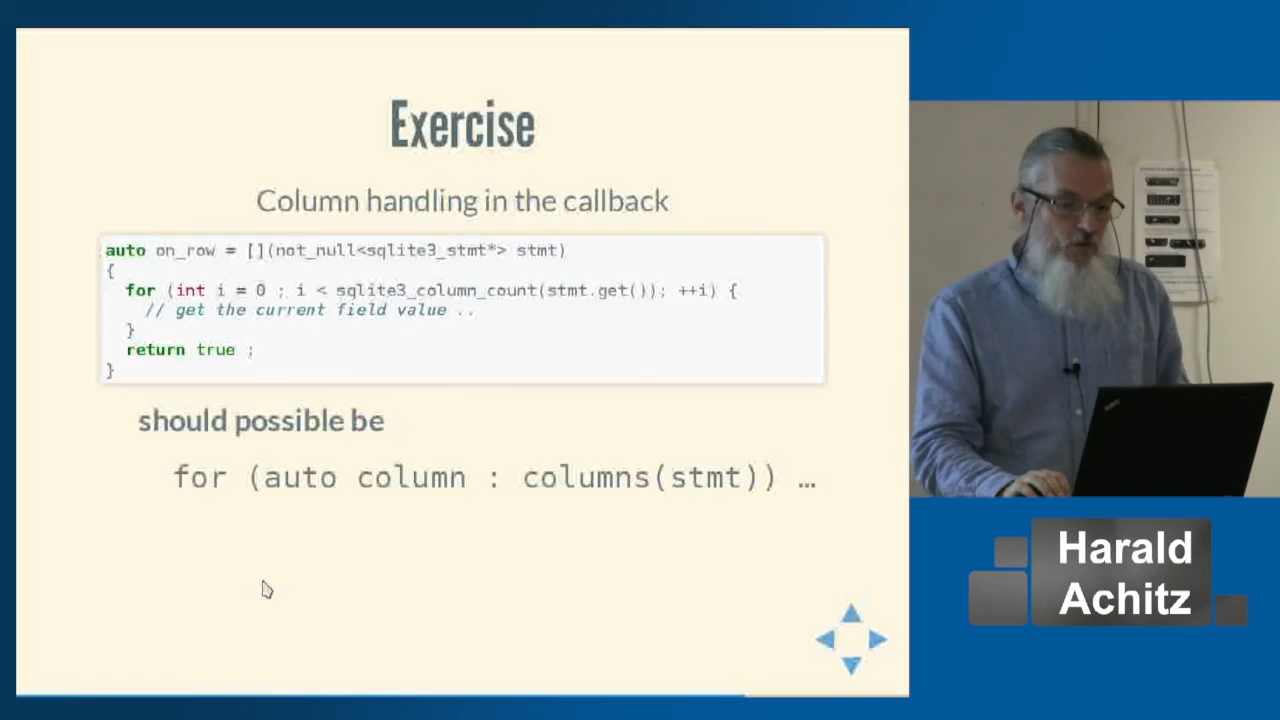 Exercise
Column handling in the callback
auto on_row = [](not_null<sqlite3_stmt*> stmt)
{
for (int i = 0 ; i < sqlite3_column_count(stmt.get()); ++i) {
// get the current field value ..
}
return true ;
}
should possible be
for (auto column : columns(stmt)) …
Harald
Achitz